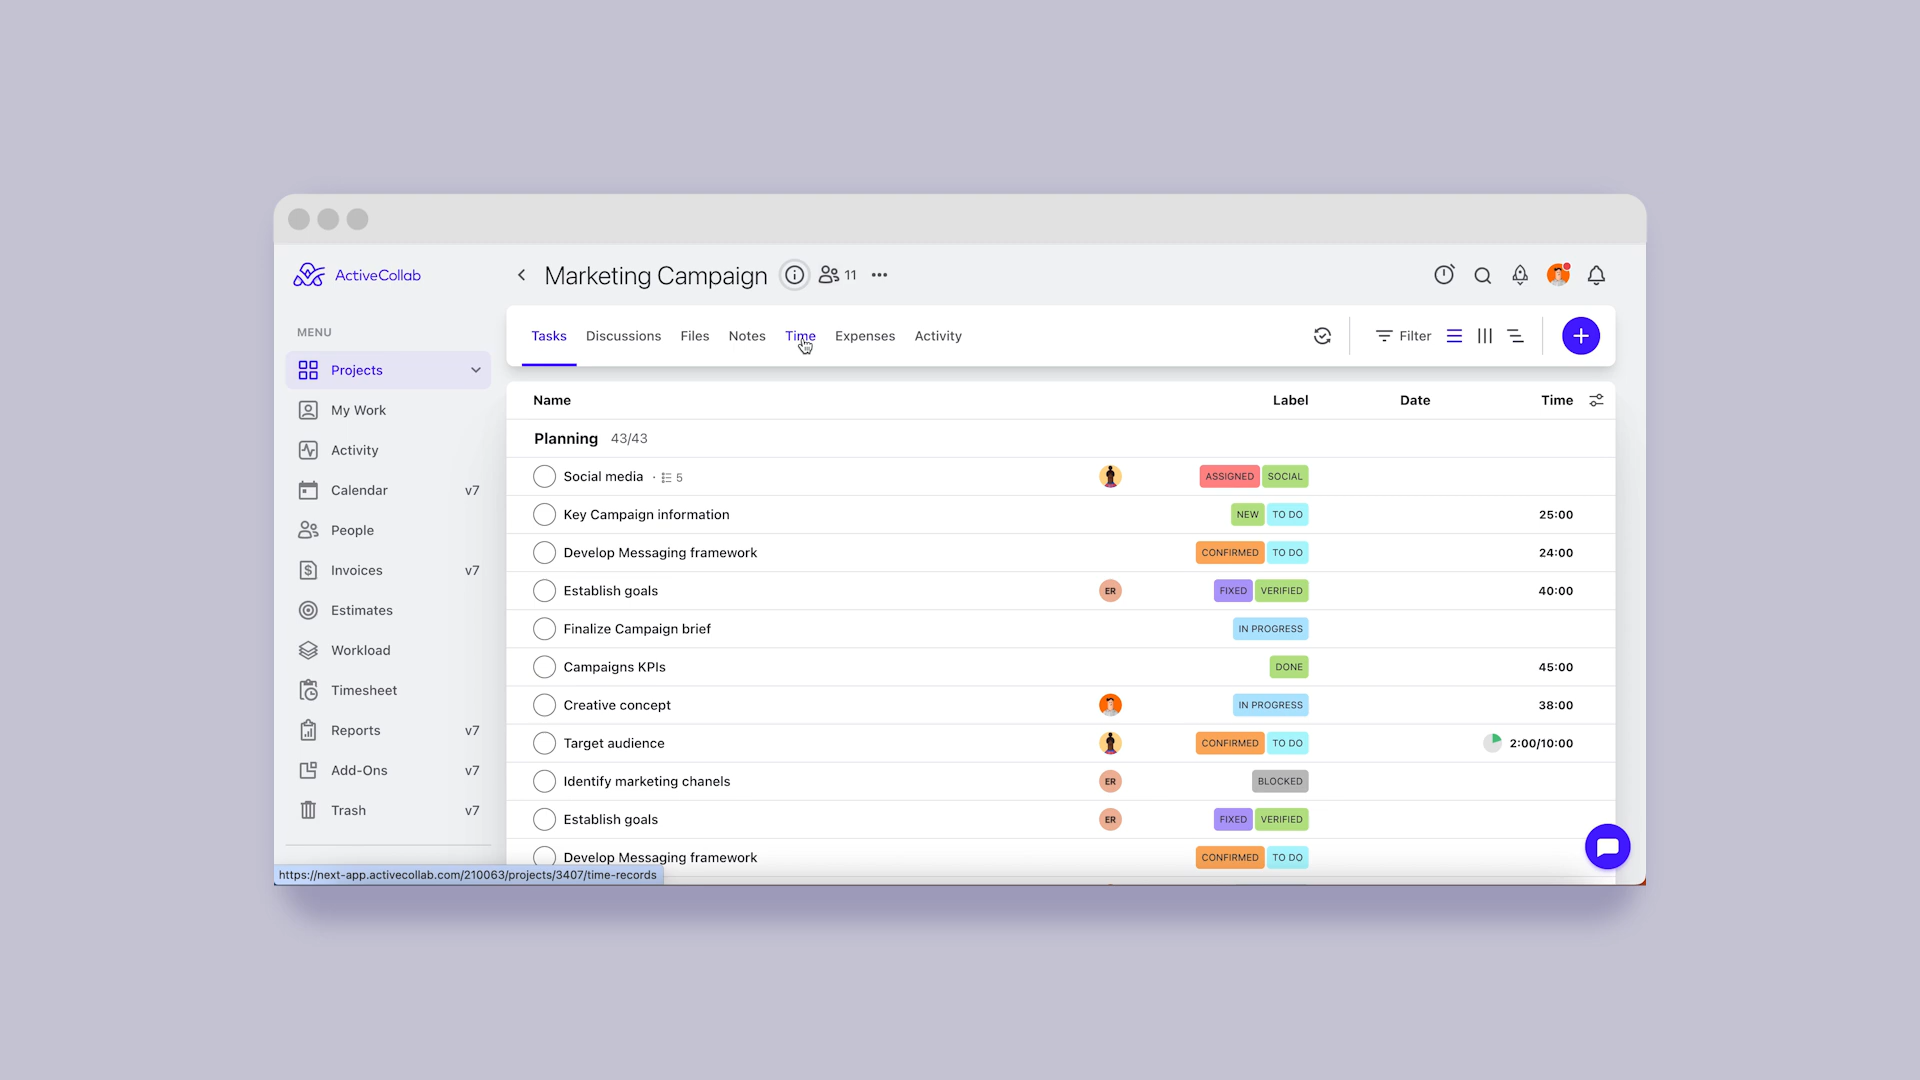 ActiveCollab
Marketing Campaign 11
MENU
Projects
My Work
Activity
Calendar v7
People
Invoices v7
Estimates
Workload
Timesheet
Reports v7
Add-Ons v7
Trash v7
Tasks Discussions Files Notes Time Expenses Activity Filter
Name Label Date Time
Planning 43/43
Social media · 5 ASSIGNED SOCIAL
Key Campaign information NEW TO DO 25:00
Develop Messaging framework CONFIRMED TO DO 24:00
Establish goals ER FIXED VERIFIED 40:00
Finalize Campaign brief IN PROGRESS
Campaigns KPIs DONE 45:00
Creative concept IN PROGRESS 38:00
Target audience CONFIRMED TO DO 2:00/10:00
Identify marketing chanels ER BLOCKED
Establish goals ER FIXED VERIFIED
Develop Messaging framework CONFIRMED TO DO
https://next-app.activecollab.com/210063/projects/3407/time-records